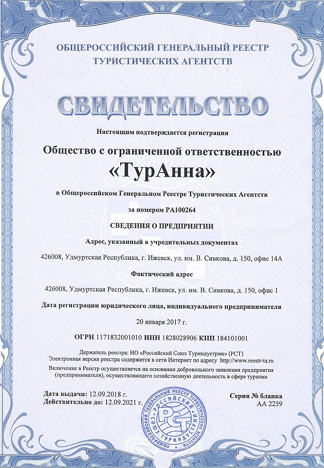 ОБЩЕРОССИЙСКИЙ ГЕНЕРАЛЬНЫЙ РЕЕСТР
ТУРИСТИЧЕСКИХ АГЕНТСТВ
СВИДЕТЕЛЬСТВО
Настоящим подтверждается регистрация
Общество с ограниченной ответственностью
«ТурАнна»
в Общероссийском Генеральном Реестре Туристических Агентств
за номером РА100264
СВЕДЕНИЯ О ПРЕДПРИЯТИИ
Адрес, указанный в учредительных документах
426008, Удмуртская Республика, г. Ижевск, ул. им. В. Сивкова, д. 150, офис 14А
Фактический адрес
426008, Удмуртская Республика, г. Ижевск, ул. им. В. Сивкова, д. 150, офис 1
Дата регистрации юридического лица, индивидуального предпринимателя
20 января 2017 г.
ОГРН 1171832001010 ИНН 1828028906 КПП 184101001
Держатель реестра: НО «Российский Союз Туриндустрии» (РСТ)
Электронная версия реестра содержится в сети Интернет по адресу http://www.reestr-ta.ru
Включение в Реестр осуществляется на основании добровольного заявления предприятия
(предпринимателя), осуществляющего хозяйственную деятельность в сфере туризма
Дата выдачи: 12.09.2018 г.
Действительно до: 12.09.2021 г.
Серия № бланка
АА 2259